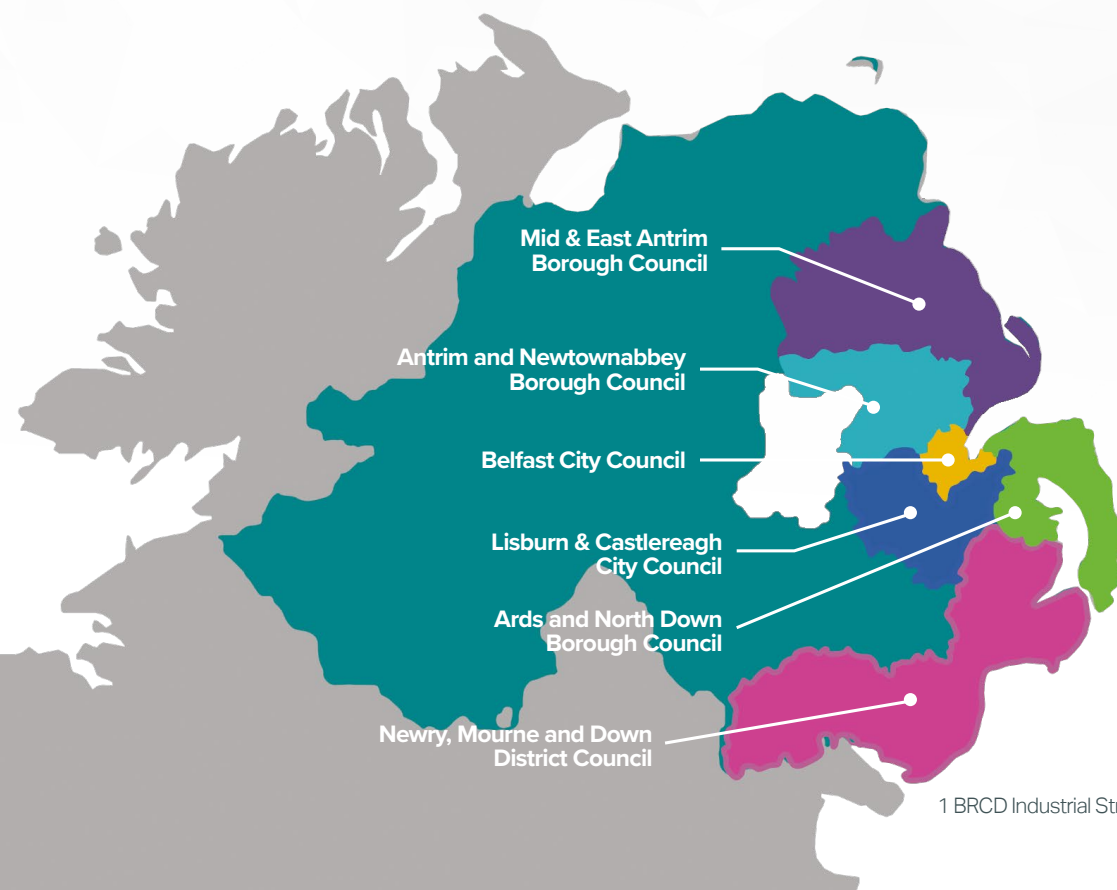 Mid & East Antrim
Borough Council
Antrim and Newtownabbey
Borough Council
Belfast City Council
Lisburn & Castlereagh
City Council
Ards and North Down
Borough Council
Newry, Mourne and Down
District Council
1 BRCD Industrial